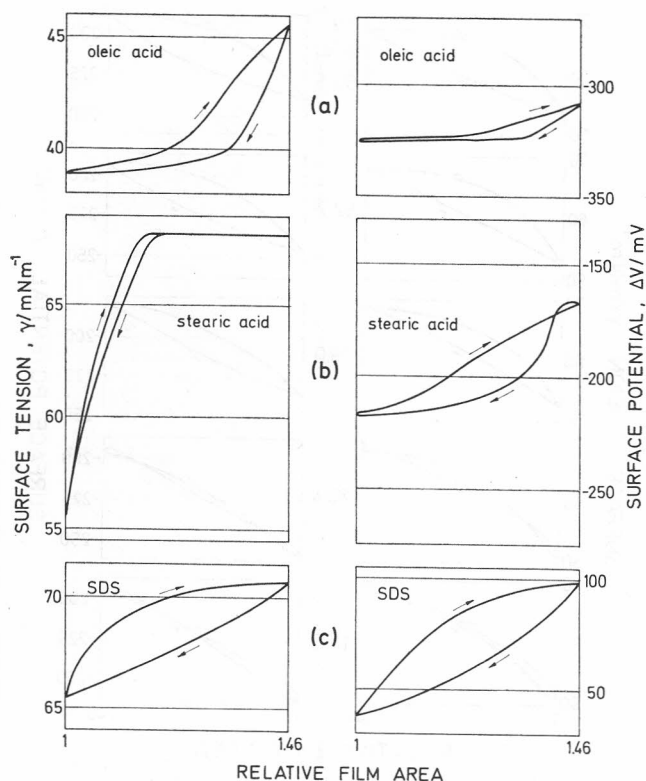 45
oleic acid
40
(a)
oleic acid
-300
-350
SURFACE TENSION , γ/mNm⁻¹
65
stearic acid
60
55
(b)
-150
stearic acid
-200
-250
SURFACE POTENTIAL , ΔV/mV
SDS
70
65
(c)
SDS
100
50
1
1.46
1
1.46
RELATIVE FILM AREA